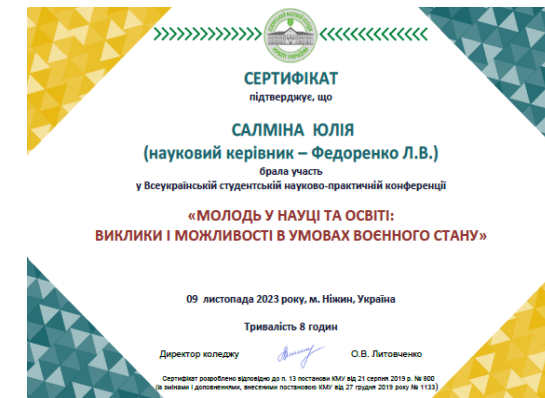 СЕРТИФІКАТ
підтверджує, що
САЛМІНА ЮЛІЯ
(науковий керівник – Федоренко Л.В.)
брала участь
у Всеукраїнській студентській науково-практичній конференції
«МОЛОДЬ У НАУЦІ ТА ОСВІТІ:
ВИКЛИКИ І МОЖЛИВОСТІ В УМОВАХ ВОЄННОГО СТАНУ»
09 листопада 2023 року, м. Ніжин, Україна
Тривалість 8 годин
Директор коледжу О.В. Литовченко
Сертифікат розроблено відповідно до п. 13 постанови КМУ від 21 серпня 2019 р. № 800
(із змінами і доповненнями, внесеними постановою КМУ від 27 грудня 2019 року № 1133)